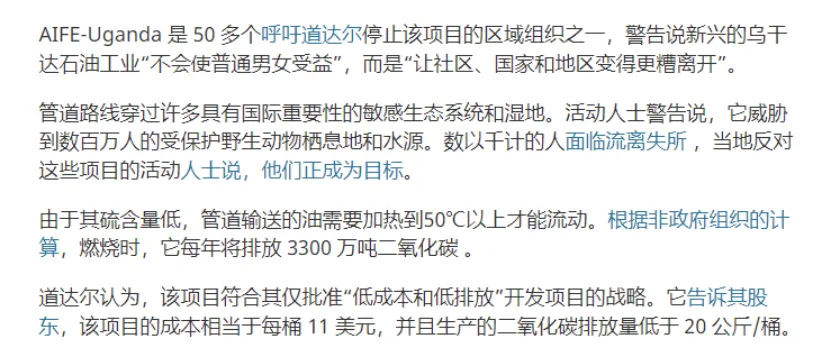 AIFE-Uganda 是 50 多个呼吁道达尔停止该项目的区域组织之一，警告说新兴的乌干
达石油工业“不会使普通男女受益”，而是“让社区、国家和地区变得更糟离开”。
管道路线穿过许多具有国际重要性的敏感生态系统和湿地。活动人士警告说，它威胁
到数百万人的受保护野生动物栖息地和水源。数以千计的人面临流离失所 ，当地反对
这些项目的活动人士说，他们正成为目标。
由于其硫含量低，管道输送的油需要加热到50℃以上才能流动。根据非政府组织的计
算，燃烧时，它每年将排放 3300 万吨二氧化碳 。
道达尔认为，该项目符合其仅批准“低成本和低排放”开发项目的战略。它告诉其股
东，该项目的成本相当于每桶 11 美元，并且生产的二氧化碳排放量低于 20 公斤/桶。